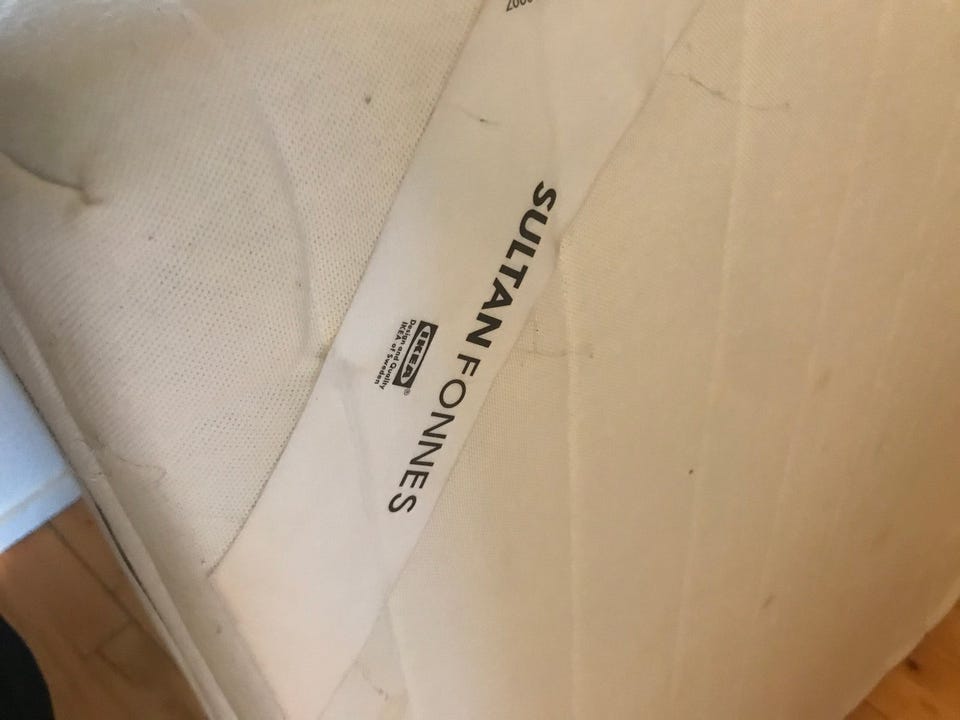 SULTAN FONNES
IKEA®
Design and Quality
IKEA of Sweden